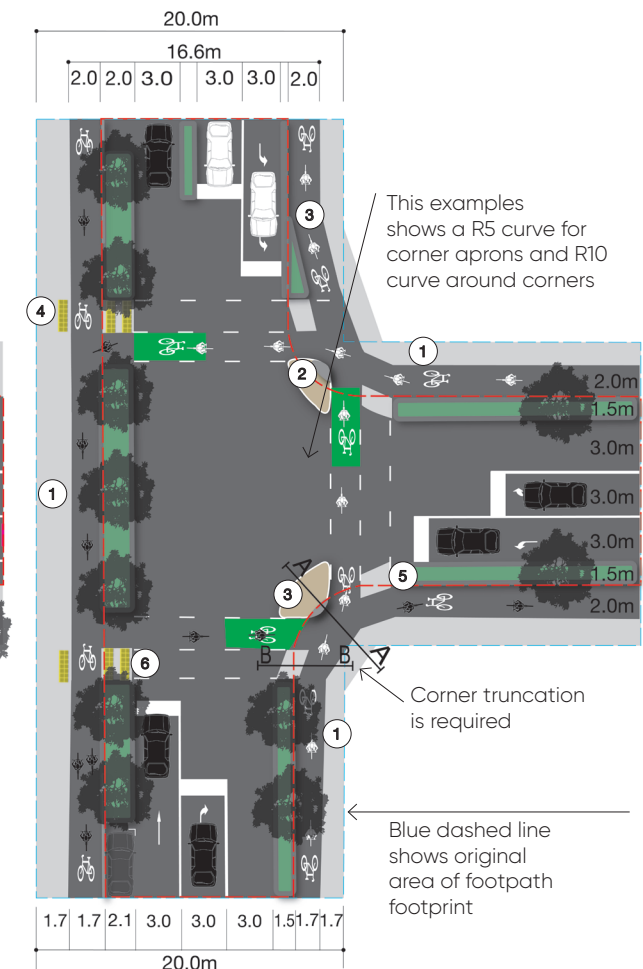 20.0m
16.6m
2.0 2.0 3.0 3.0 3.0 2.0
This examples
shows a R5 curve for
corner aprons and R10
curve around corners
3
4
1
2.0m
2
1.5m
3.0m
1
3.0m
3.0m
A
3
5
1.5m
2.0m
B B
A
6
Corner truncation
is required
1
Blue dashed line
shows original
area of footpath
footprint
1.7 1.7 2.1 3.0 3.0 3.0 1.5 1.7 1.7
20.0m